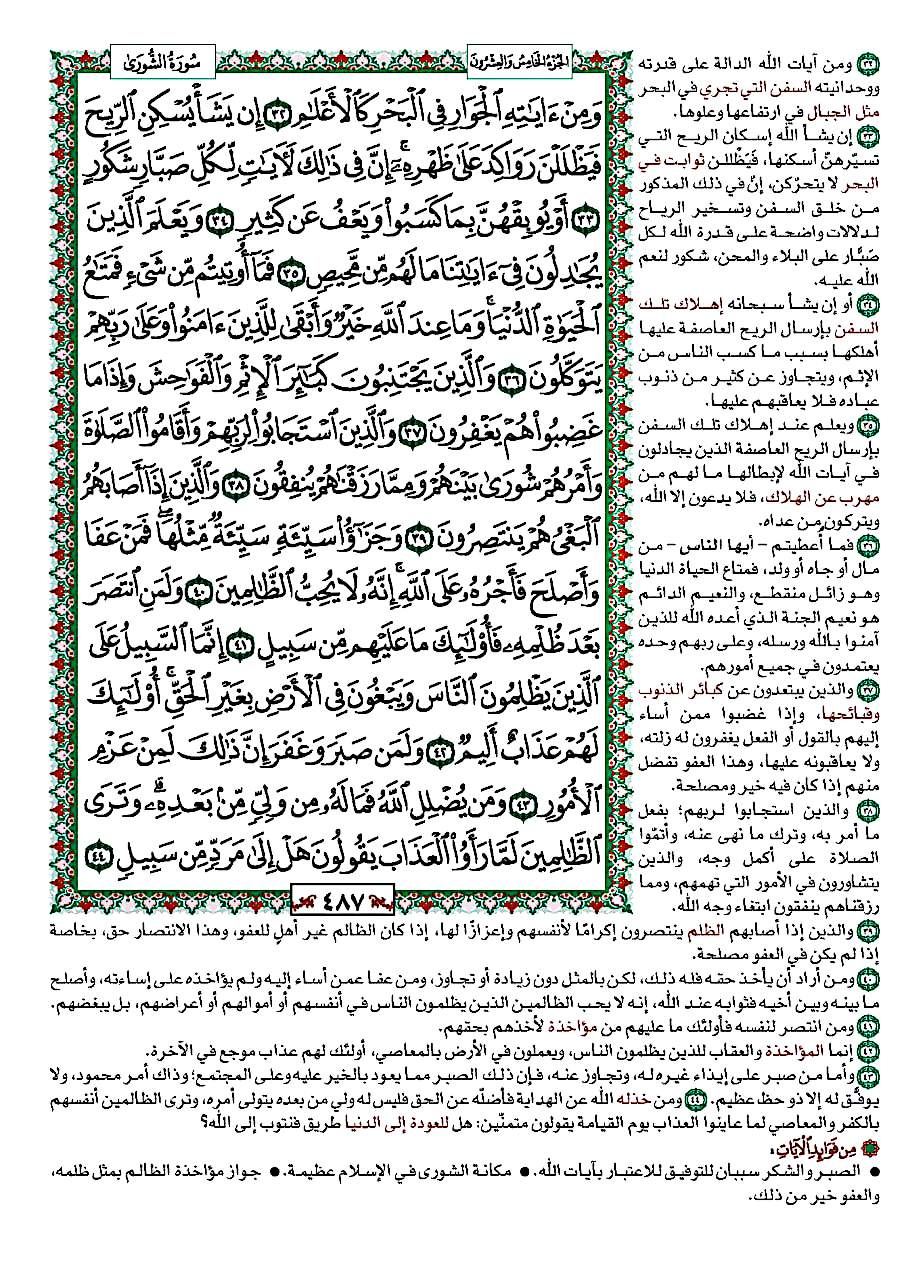 سُورَةُ الشُّورَىٰ
الجُزْءُ الخَامِسُ وَالعِشْرُونَ
وَمِنْ ءَايَٰتِهِ ٱلْجَوَارِ فِي ٱلْبَحْرِ كَٱلْأَعْلَٰمِ ٣٢ إِن يَشَأْ يُسْكِنِ ٱلرِّيحَ
فَيَظْلَلْنَ رَوَاكِدَ عَلَىٰ ظَهْرِهِۦٓ ۚ إِنَّ فِي ذَٰلِكَ لَأٓيَٰتٍ لِّكُلِّ صَبَّارٍ شَكُورٍ
٣٣ أَوْ يُوبِقْهُنَّ بِمَا كَسَبُوا۟ وَيَعْفُ عَن كَثِيرٍ ٣٤ وَيَعْلَمَ ٱلَّذِينَ
يُجَٰدِلُونَ فِيٓ ءَايَٰتِنَا مَا لَهُم مِّن مَّحِيصٍ ٣٥ فَمَآ أُوتِيتُم مِّن شَيْءٍ فَمَتَٰعُ
ٱلْحَيَوٰةِ ٱلدُّنْيَا ۖ وَمَا عِندَ ٱللَّهِ خَيْرٌ وَأَبْقَىٰ لِلَّذِينَ ءَامَنُوا۟ وَعَلَىٰ رَبِّهِمْ
يَتَوَكَّلُونَ ٣٦ وَٱلَّذِينَ يَجْتَنِبُونَ كَبَٰٓئِرَ ٱلْإِثْمِ وَٱلْفَوَٰحِشَ وَإِذَا مَا
غَضِبُوا۟ هُمْ يَغْفِرُونَ ٣٧ وَٱلَّذِينَ ٱسْتَجَابُوا۟ لِرَبِّهِمْ وَأَقَامُوا۟ ٱلصَّلَوٰةَ
وَأَمْرُهُمْ شُورَىٰ بَيْنَهُمْ وَمِمَّا رَزَقْنَٰهُمْ يُنفِقُونَ ٣٨ وَٱلَّذِينَ إِذَآ أَصَابَهُمُ
ٱلْبَغْيُ هُمْ يَنتَصِرُونَ ٣٩ وَجَزَٰٓؤُا۟ سَيِّئَةٍ سَيِّئَةٌ مِّثْلُهَا ۖ فَمَنْ عَفَا
وَأَصْلَحَ فَأَجْرُهُۥ عَلَى ٱللَّهِ ۚ إِنَّهُۥ لَا يُحِبُّ ٱلظَّٰلِمِينَ ٤٠ وَلَمَنِ ٱنتَصَرَ
بَعْدَ ظُلْمِهِۦ فَأُو۟لَٰٓئِكَ مَا عَلَيْهِم مِّن سَبِيلٍ ٤١ إِنَّمَا ٱلسَّبِيلُ عَلَى
ٱلَّذِينَ يَظْلِمُونَ ٱلنَّاسَ وَيَبْغُونَ فِي ٱلْأَرْضِ بِغَيْرِ ٱلْحَقِّ ۚ أُو۟لَٰٓئِكَ
لَهُمْ عَذَابٌ أَلِيمٌ ٤٢ وَلَمَن صَبَرَ وَغَفَرَ إِنَّ ذَٰلِكَ لَمِنْ عَزْمِ
ٱلْأُمُورِ ٤٣ وَمَن يُضْلِلِ ٱللَّهُ فَمَا لَهُۥ مِن وَلِيٍّ مِّنۢ بَعْدِهِۦ ۗ وَتَرَى
ٱلظَّٰلِمِينَ لَمَّا رَأَوُا۟ ٱلْعَذَابَ يَقُولُونَ هَلْ إِلَىٰ مَرَدٍّ مِّن سَبِيلٍ ٤٤
٤٨٧
٣٢ ومن آيات الله الدالة على قدرته
ووحدانيته السفن التي تجري في البحر
مثل الجبال في ارتفاعها وعلوها.
٣٣ إن يشأ الله إسكان الريح التي
تسيّرهنّ أسكنها، فَيَظْللن ثوابت في
البحر لا يتحركن، إنّ في ذلك المذكور
من خلق السفن وتسخير الرياح
لدلالات واضحة على قدرة الله لكل
صَبَّار على البلاء والمحن، شكور لنعم
الله عليه.
٣٤ أو إن يشأ سبحانه إهلاك تلك
السفن بإرسال الريح العاصفة عليها
أهلكها بسبب ما كسب الناس من
الإثم، ويتجاوز عن كثير من ذنوب
عباده فلا يعاقبهم عليها.
٣٥ ويعلم عند إهلاك تلك السفن
بإرسال الريح العاصفة الذين يجادلون
في آيات الله لإبطالها ما لهم من
مهرب عن الهلاك، فلا يدعون إلا الله،
ويتركون من عداه.
٣٦ فما أُعطيتم – أيها الناس – من
مال أو جاه أو ولد، فمتاع الحياة الدنيا
وهو زائل منقطع، والنعيم الدائم
هو نعيم الجنة الذي أعده الله للذين
آمنوا بالله ورسله، وعلى ربهم وحده
يعتمدون في جميع أمورهم.
٣٧ والذين يبتعدون عن كبائر الذنوب
وقبائحها، وإذا غضبوا ممن أساء
إليهم بالقول أو الفعل يغفرون له زلته،
ولا يعاقبونه عليها، وهذا العفو تفضل
منهم إذا كان فيه خير ومصلحة.
٣٨ والذين استجابوا لربهم؛ بفعل
ما أمر به، وترك ما نهى عنه، وأتمّوا
الصلاة على أكمل وجه، والذين
يتشاورون في الأمور التي تهمهم، ومما
رزقناهم ينفقون ابتغاء وجه الله.
٣٩ والذين إذا أصابهم الظلم ينتصرون إكرامًا لأنفسهم وإعزازًا لها، إذا كان الظالم غير أهلٍ للعفو، وهذا الانتصار حق، بخاصة
إذا لم يكن في العفو مصلحة.
٤٠ ومن أراد أن يأخذ حقه فله ذلك، لكن بالمثل دون زيادة أو تجاوز، ومن عفا عمن أساء إليه ولم يؤاخذه على إساءته، وأصلح
ما بينه وبين أخيه فثوابه عند الله، إنه لا يحب الظالمين الذين يظلمون الناس في أنفسهم أو أموالهم أو أعراضهم، بل يبغضهم.
٤١ ومن انتصر لنفسه فأولئك ما عليهم من مؤاخذة لأخذهم بحقهم.
٤٢ إنما المؤاخذة والعقاب للذين يظلمون الناس، ويعملون في الأرض بالمعاصي، أولئك لهم عذاب موجع في الآخرة.
٤٣ وأما من صبر على إيذاء غيره له، وتجاوز عنه، فإن ذلك الصبر مما يعود بالخير عليه وعلى المجتمع؛ وذاك أمر محمود، ولا
يوفّق له إلا ذو حظ عظيم. ٤٤ ومن خذله الله عن الهداية فأضلّه عن الحق فليس له ولي من بعده يتولى أمره، وترى الظالمين أنفسهم
بالكفر والمعاصي لما عاينوا العذاب يوم القيامة يقولون متمنّين: هل للعودة إلى الدنيا طريق فنتوب إلى الله؟
مِن فَوَائِدِ الآيَاتِ:
● الصبر والشكر سببان للتوفيق للاعتبار بآيات الله. ● مكانة الشورى في الإسلام عظيمة. ● جواز مؤاخذة الظالم بمثل ظلمه،
والعفو خير من ذلك.